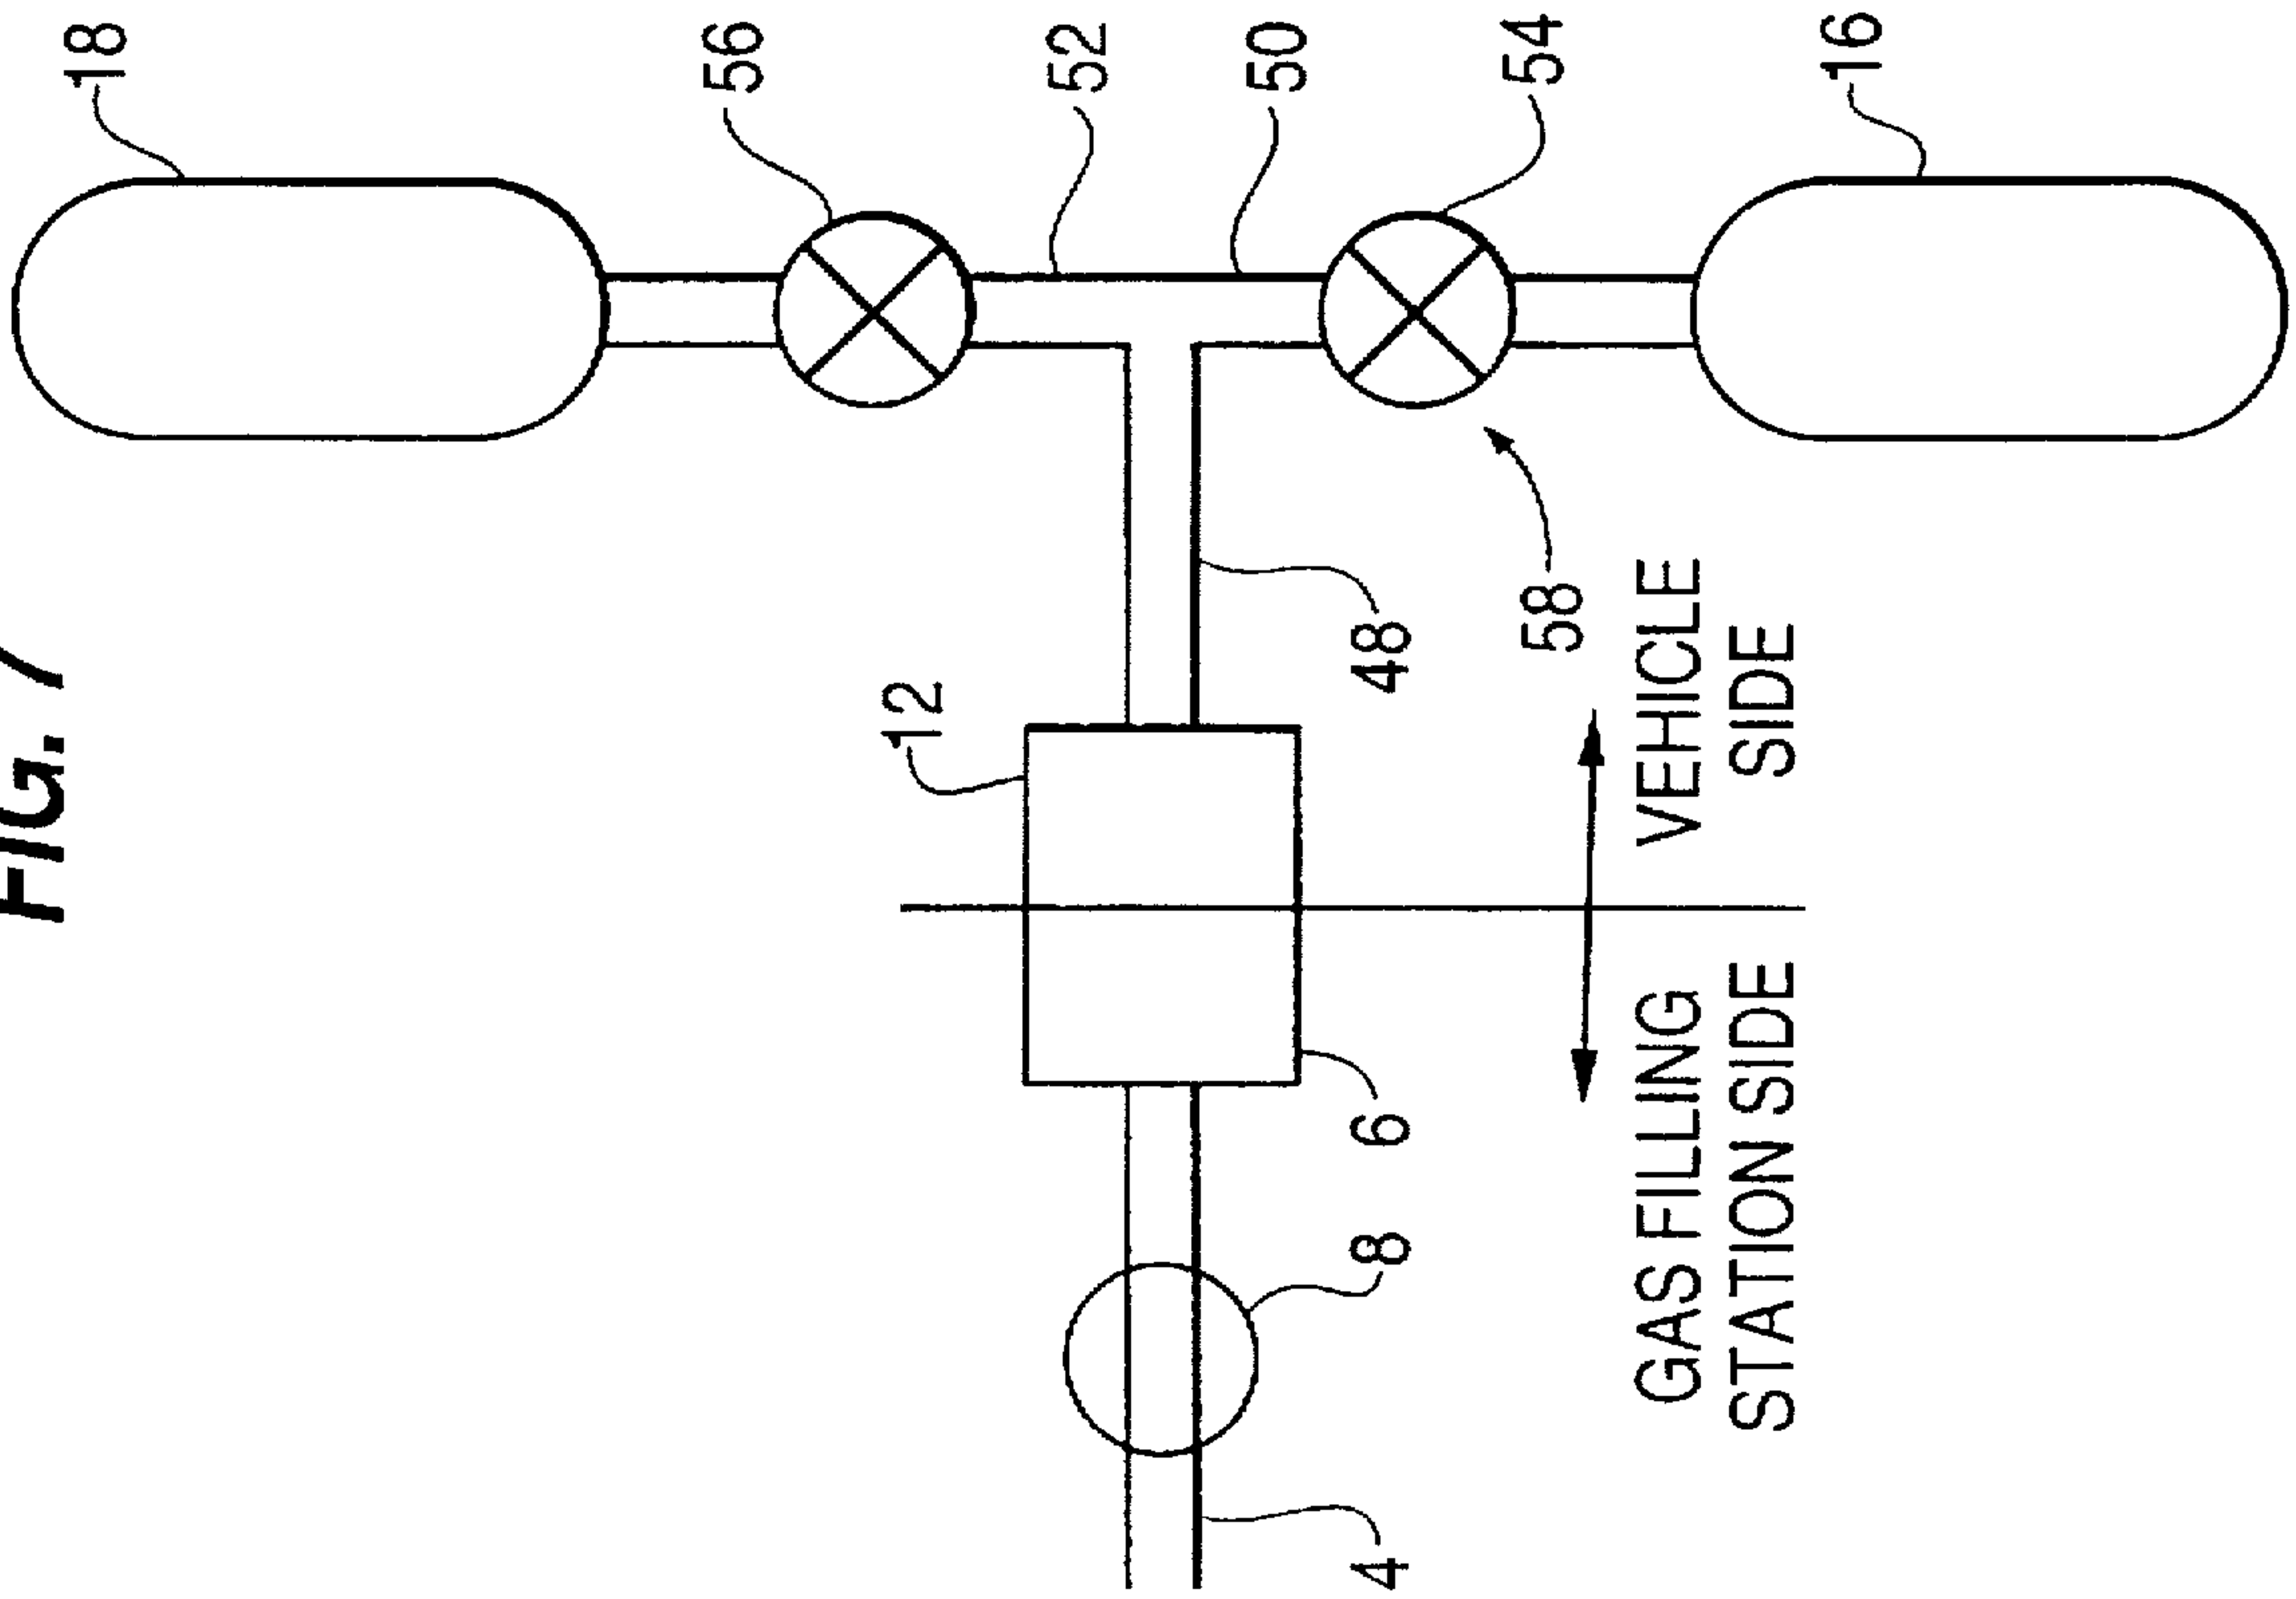 FIG. 7
18
56
12
52
50
4
8
6
48
58
54
GAS FILLING
STATION SIDE
VEHICLE
SIDE
16